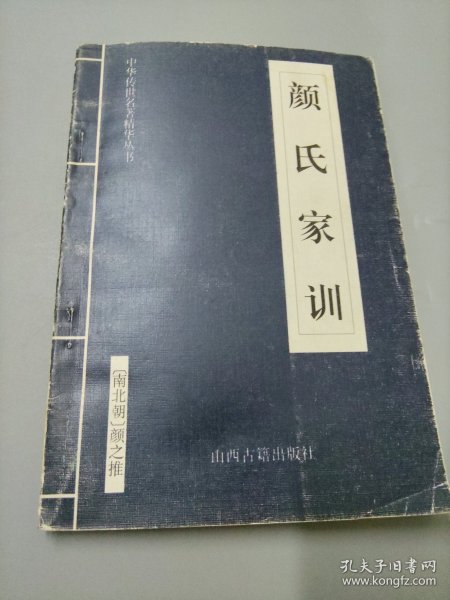 颜氏家训
中华传世名著精华丛书
〔南北朝〕颜之推
山西古籍出版社
孔夫子旧书网
www.kongfz.com